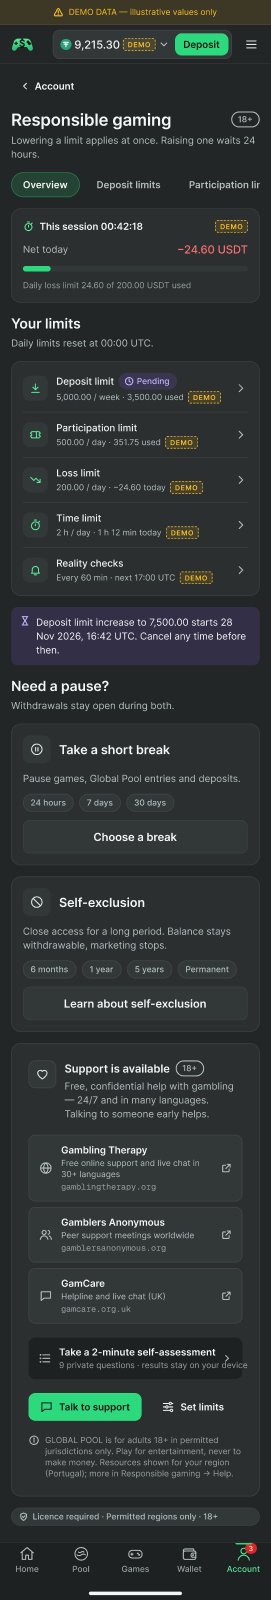 DEMO DATA — illustrative values only
9,215.30 DEMO
Deposit
Account
Responsible gaming
18+
Lowering a limit applies at once. Raising one waits 24
hours.
Overview
Deposit limits
Participation lir
This session 00:42:18
DEMO
Net today
−24.60 USDT
Daily loss limit 24.60 of 200.00 USDT used
Your limits
Daily limits reset at 00:00 UTC.
Deposit limit
Pending
5,000.00 / week · 3,500.00 used DEMO
Participation limit
500.00 / day · 351.75 used DEMO
Loss limit
200.00 / day · −24.60 today DEMO
Time limit
2 h / day · 1 h 12 min today DEMO
Reality checks
Every 60 min · next 17:00 UTC DEMO
Deposit limit increase to 7,500.00 starts 28
Nov 2026, 16:42 UTC. Cancel any time before
then.
Need a pause?
Withdrawals stay open during both.
Take a short break
Pause games, Global Pool entries and deposits.
24 hours
7 days
30 days
Choose a break
Self-exclusion
Close access for a long period. Balance stays
withdrawable, marketing stops.
6 months
1 year
5 years
Permanent
Learn about self-exclusion
Support is available
18+
Free, confidential help with gambling
— 24/7 and in many languages.
Talking to someone early helps.
Gambling Therapy
Free online support and live chat in
30+ languages
gamblingtherapy.org
Gamblers Anonymous
Peer support meetings worldwide
gamblersanonymous.org
GamCare
Helpline and live chat (UK)
gamcare.org.uk
Take a 2-minute self-assessment
9 private questions · results stay on your device
Talk to support
Set limits
GLOBAL POOL is for adults 18+ in permitted
jurisdictions only. Play for entertainment, never to
make money. Resources shown for your region
(Portugal); more in Responsible gaming → Help.
Licence required · Permitted regions only · 18+
3
Home
Pool
Games
Wallet
Account